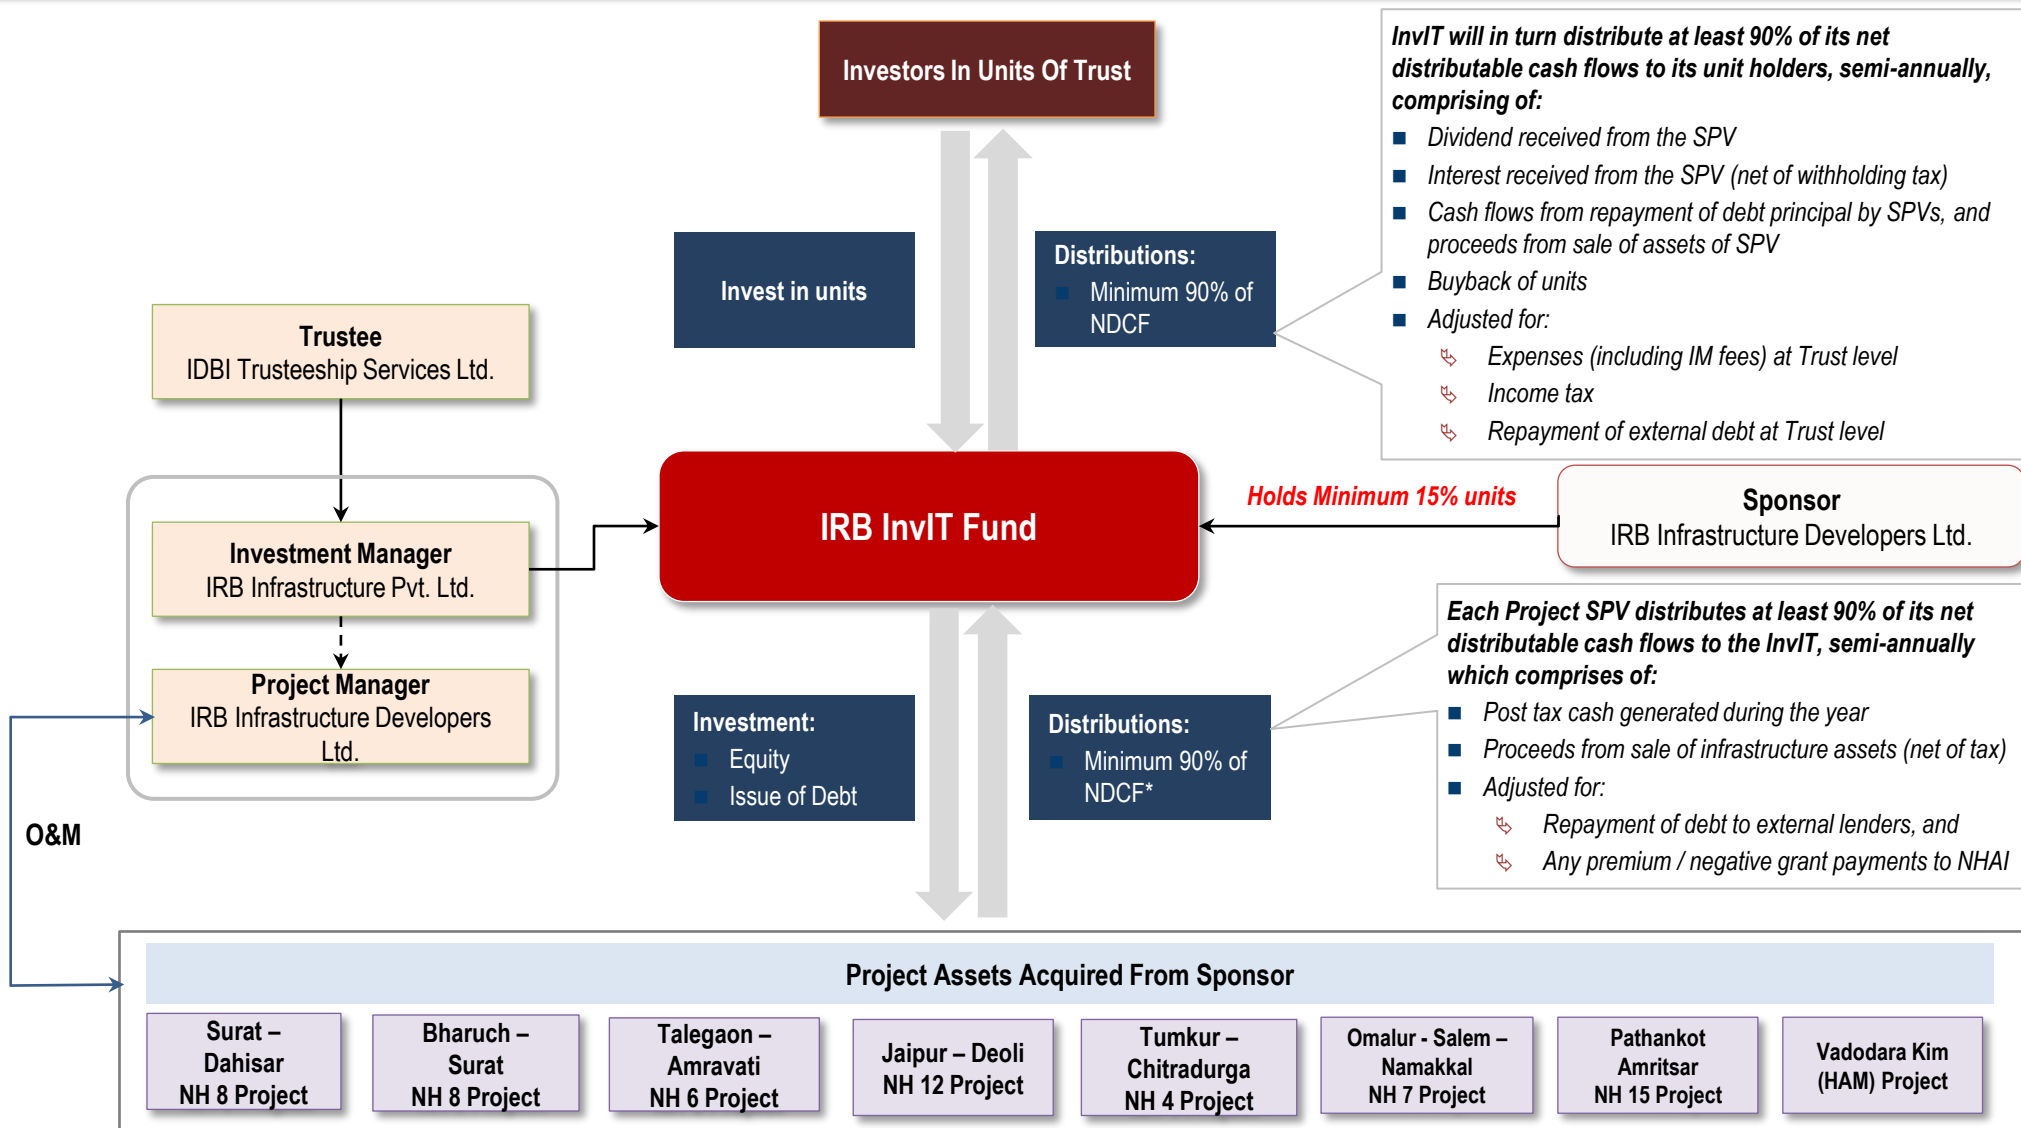 Investors In Units Of Trust
InvIT will in turn distribute at least 90% of its net
distributable cash flows to its unit holders, semi-annually,
comprising of:
Dividend received from the SPV
Interest received from the SPV (net of withholding tax)
Cash flows from repayment of debt principal by SPVs, and
proceeds from sale of assets of SPV
Buyback of units
Adjusted for:
Expenses (including IM fees) at Trust level
Income tax
Repayment of external debt at Trust level
Invest in units
Distributions:
Minimum 90% of
NDCF
Trustee
IDBI Trusteeship Services Ltd.
Investment Manager
IRB Infrastructure Pvt. Ltd.
Project Manager
IRB Infrastructure Developers
Ltd.
IRB InvIT Fund
Holds Minimum 15% units
Sponsor
IRB Infrastructure Developers Ltd.
Each Project SPV distributes at least 90% of its net
distributable cash flows to the InvIT, semi-annually
which comprises of:
Post tax cash generated during the year
Proceeds from sale of infrastructure assets (net of tax)
Adjusted for:
Repayment of debt to external lenders, and
Any premium / negative grant payments to NHAI
Investment:
Equity
Issue of Debt
Distributions:
Minimum 90% of
NDCF*
O&M
Project Assets Acquired From Sponsor
Surat –
Dahisar
NH 8 Project
Bharuch –
Surat
NH 8 Project
Talegaon –
Amravati
NH 6 Project
Jaipur – Deoli
NH 12 Project
Tumkur –
Chitradurga
NH 4 Project
Omalur - Salem –
Namakkal
NH 7 Project
Pathankot
Amritsar
NH 15 Project
Vadodara Kim
(HAM) Project